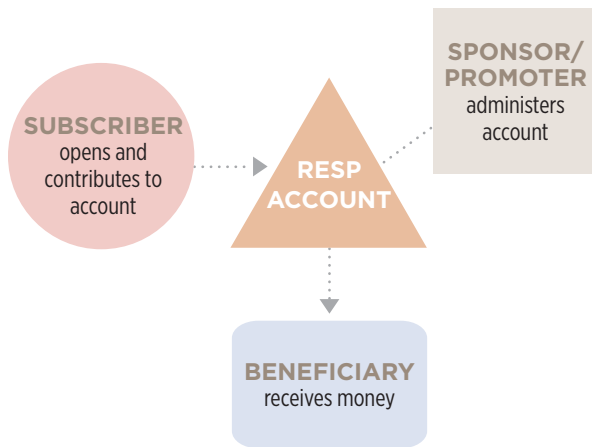 SUBSCRIBER
opens and
contributes to
account
RESP
ACCOUNT
SPONSOR/
PROMOTER
administers
account
BENEFICIARY
receives money